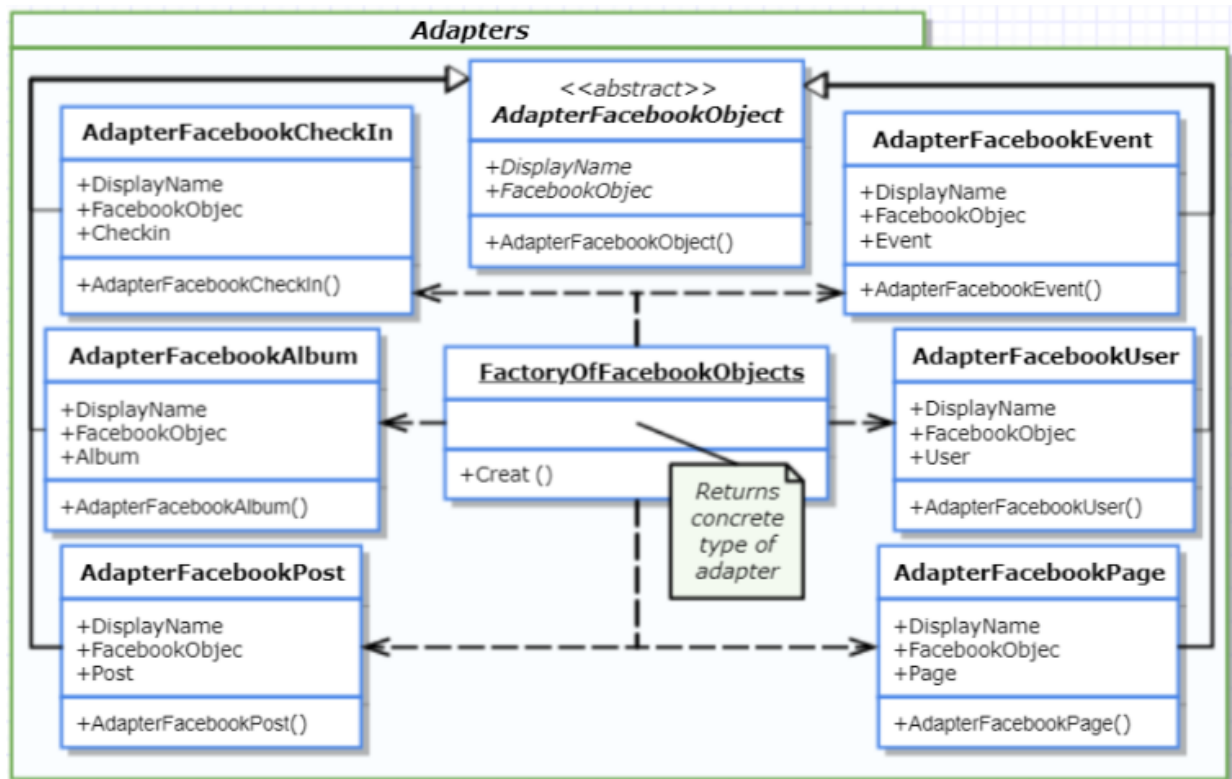 Adapters
<<abstract>>
AdapterFacebookObject
+DisplayName
+FacebookObjec
+AdapterFacebookObject()
AdapterFacebookCheckIn
+DisplayName
+FacebookObjec
+Checkin
+AdapterFacebookCheckIn()
AdapterFacebookEvent
+DisplayName
+FacebookObjec
+Event
+AdapterFacebookEvent()
AdapterFacebookAlbum
+DisplayName
+FacebookObjec
+Album
+AdapterFacebookAlbum()
FactoryOfFacebookObjects
+Creat ()
Returns
concrete
type of
adapter
AdapterFacebookUser
+DisplayName
+FacebookObjec
+User
+AdapterFacebookUser()
AdapterFacebookPost
+DisplayName
+FacebookObjec
+Post
+AdapterFacebookPost()
AdapterFacebookPage
+DisplayName
+FacebookObjec
+Page
+AdapterFacebookPage()